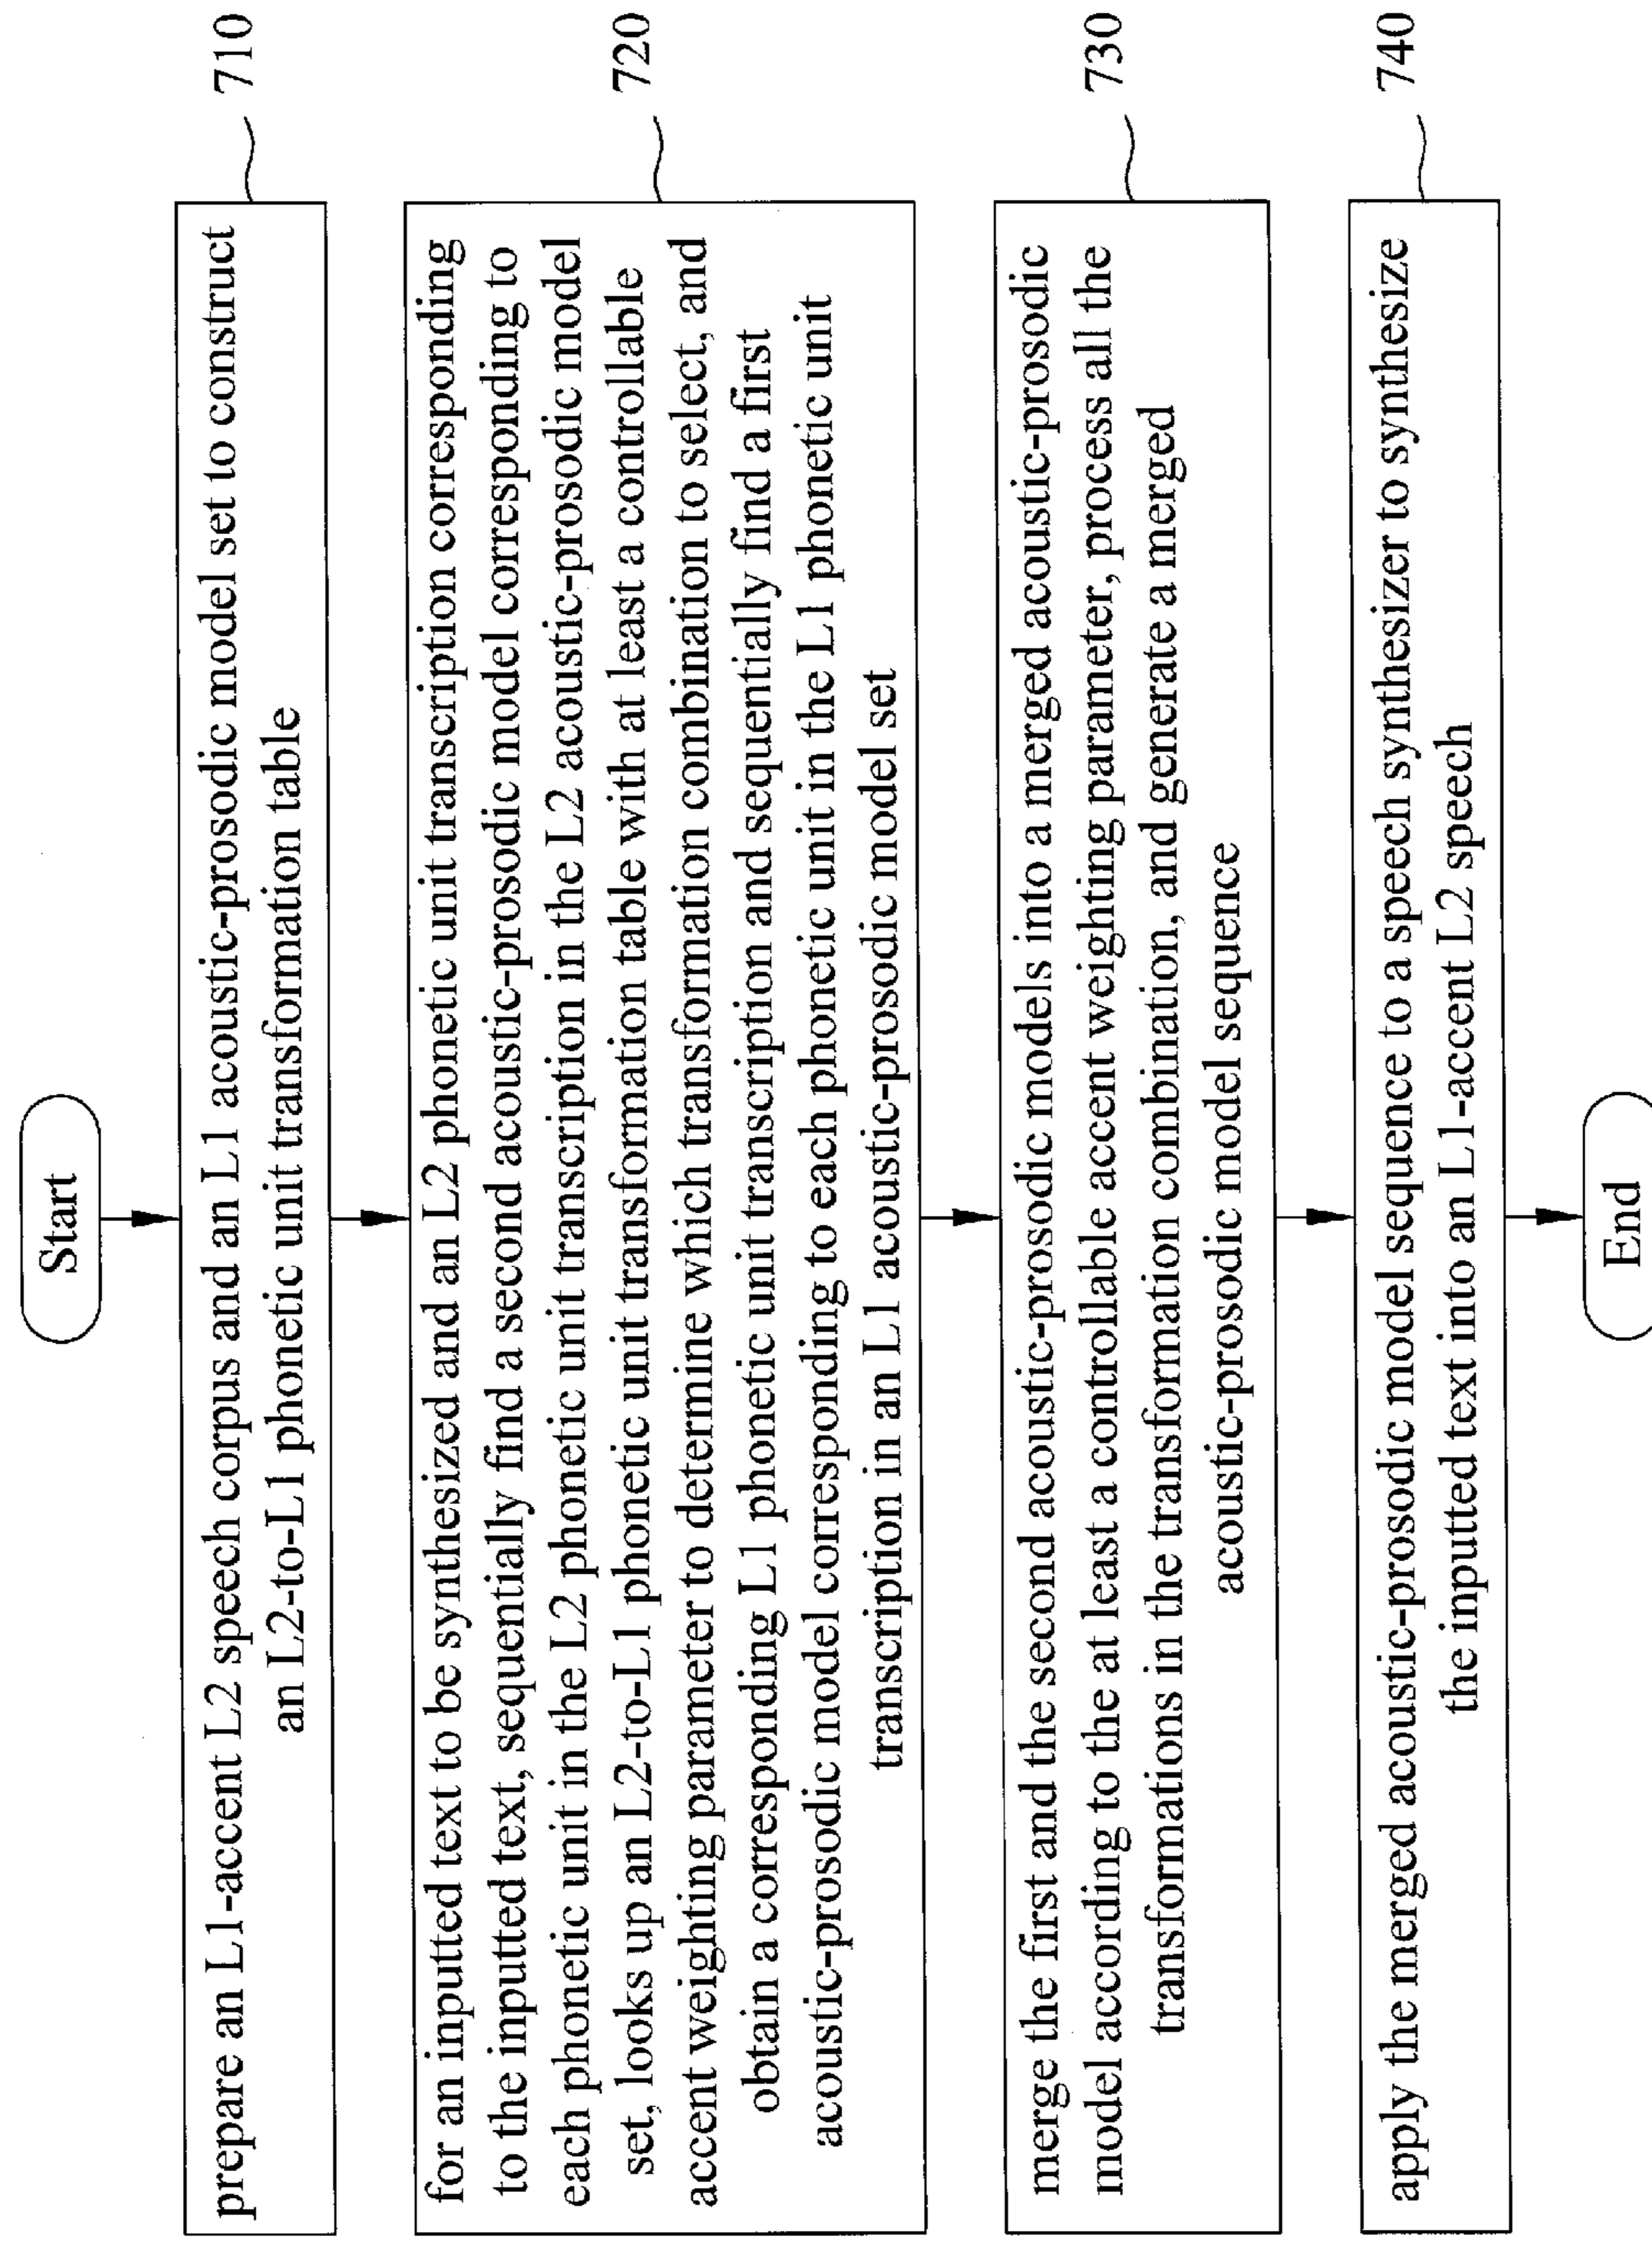 Start
prepare an L1-accent L2 speech corpus and an L1 acoustic-prosodic model set to construct
an L2-to-L1 phonetic unit transformation table
710
for an inputted text to be synthesized and an L2 phonetic unit transcription corresponding
to the inputted text, sequentially find a second acoustic-prosodic model corresponding to
each phonetic unit in the L2 phonetic unit transcription in the L2 acoustic-prosodic model
set, looks up an L2-to-L1 phonetic unit transformation table with at least a controllable
accent weighting parameter to determine which transformation combination to select, and
obtain a corresponding L1 phonetic unit transcription and sequentially find a first
acoustic-prosodic model corresponding to each phonetic unit in the L1 phonetic unit
transcription in an L1 acoustic-prosodic model set
720
merge the first and the second acoustic-prosodic models into a merged acoustic-prosodic
model according to the at least a controllable accent weighting parameter, process all the
transformations in the transformation combination, and generate a merged
acoustic-prosodic model sequence
730
apply the merged acoustic-prosodic model sequence to a speech synthesizer to synthesize
the inputted text into an L1-accent L2 speech
740
End